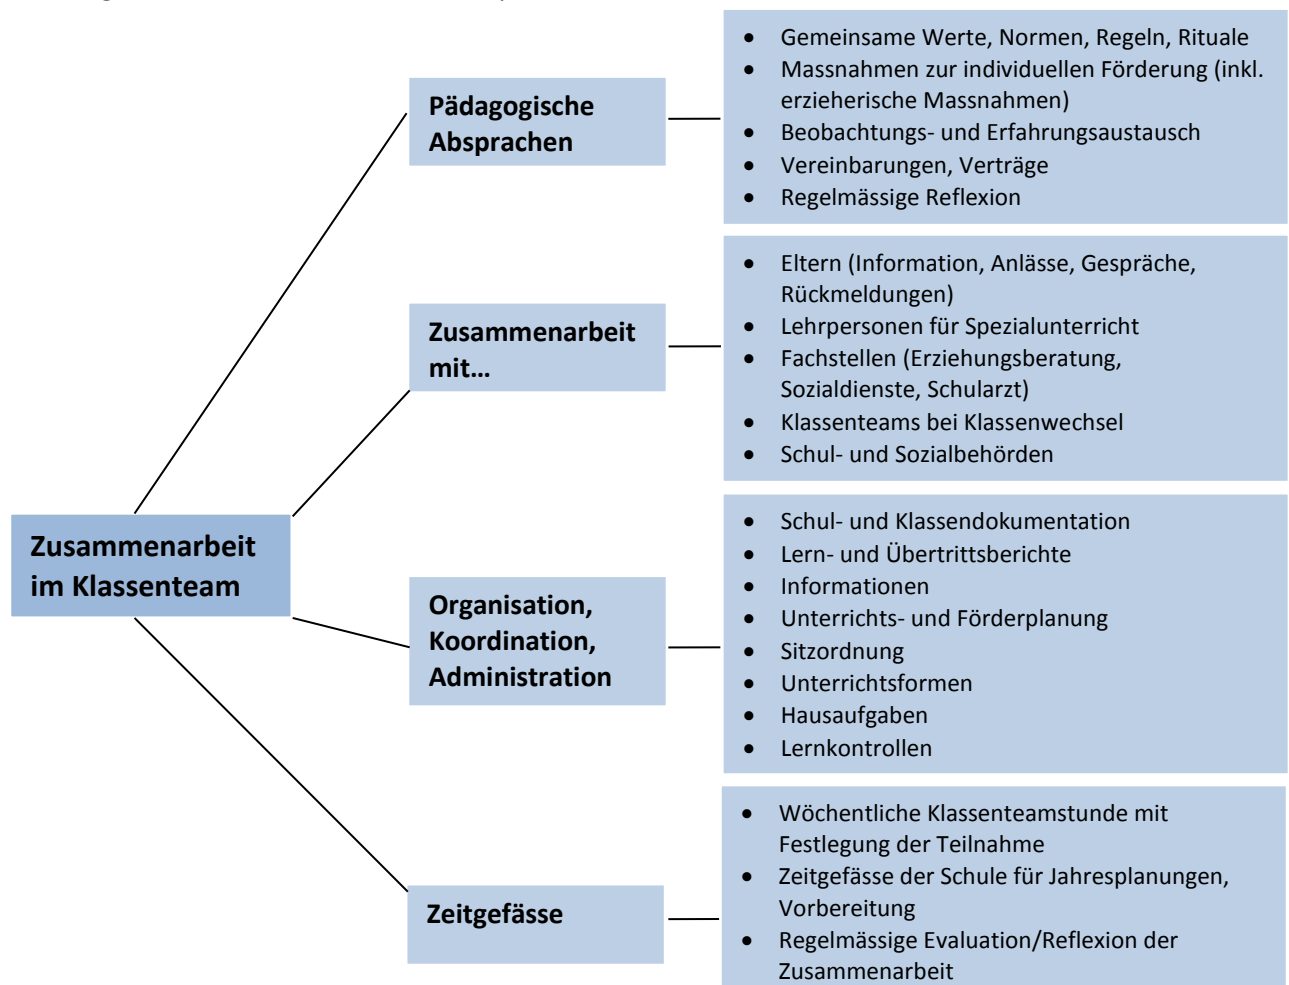 Pädagogische
Absprachen
• Gemeinsame Werte, Normen, Regeln, Rituale
• Massnahmen zur individuellen Förderung (inkl.
erzieherische Massnahmen)
• Beobachtungs- und Erfahrungsaustausch
• Vereinbarungen, Verträge
• Regelmässige Reflexion
Zusammenarbeit
mit…
• Eltern (Information, Anlässe, Gespräche,
Rückmeldungen)
• Lehrpersonen für Spezialunterricht
• Fachstellen (Erziehungsberatung,
Sozialdienste, Schularzt)
• Klassenteams bei Klassenwechsel
• Schul- und Sozialbehörden
Zusammenarbeit
im Klassenteam
Organisation,
Koordination,
Administration
• Schul- und Klassendokumentation
• Lern- und Übertrittsberichte
• Informationen
• Unterrichts- und Förderplanung
• Sitzordnung
• Unterrichtsformen
• Hausaufgaben
• Lernkontrollen
Zeitgefässe
• Wöchentliche Klassenteamstunde mit
Festlegung der Teilnahme
• Zeitgefässe der Schule für Jahresplanungen,
Vorbereitung
• Regelmässige Evaluation/Reflexion der
Zusammenarbeit